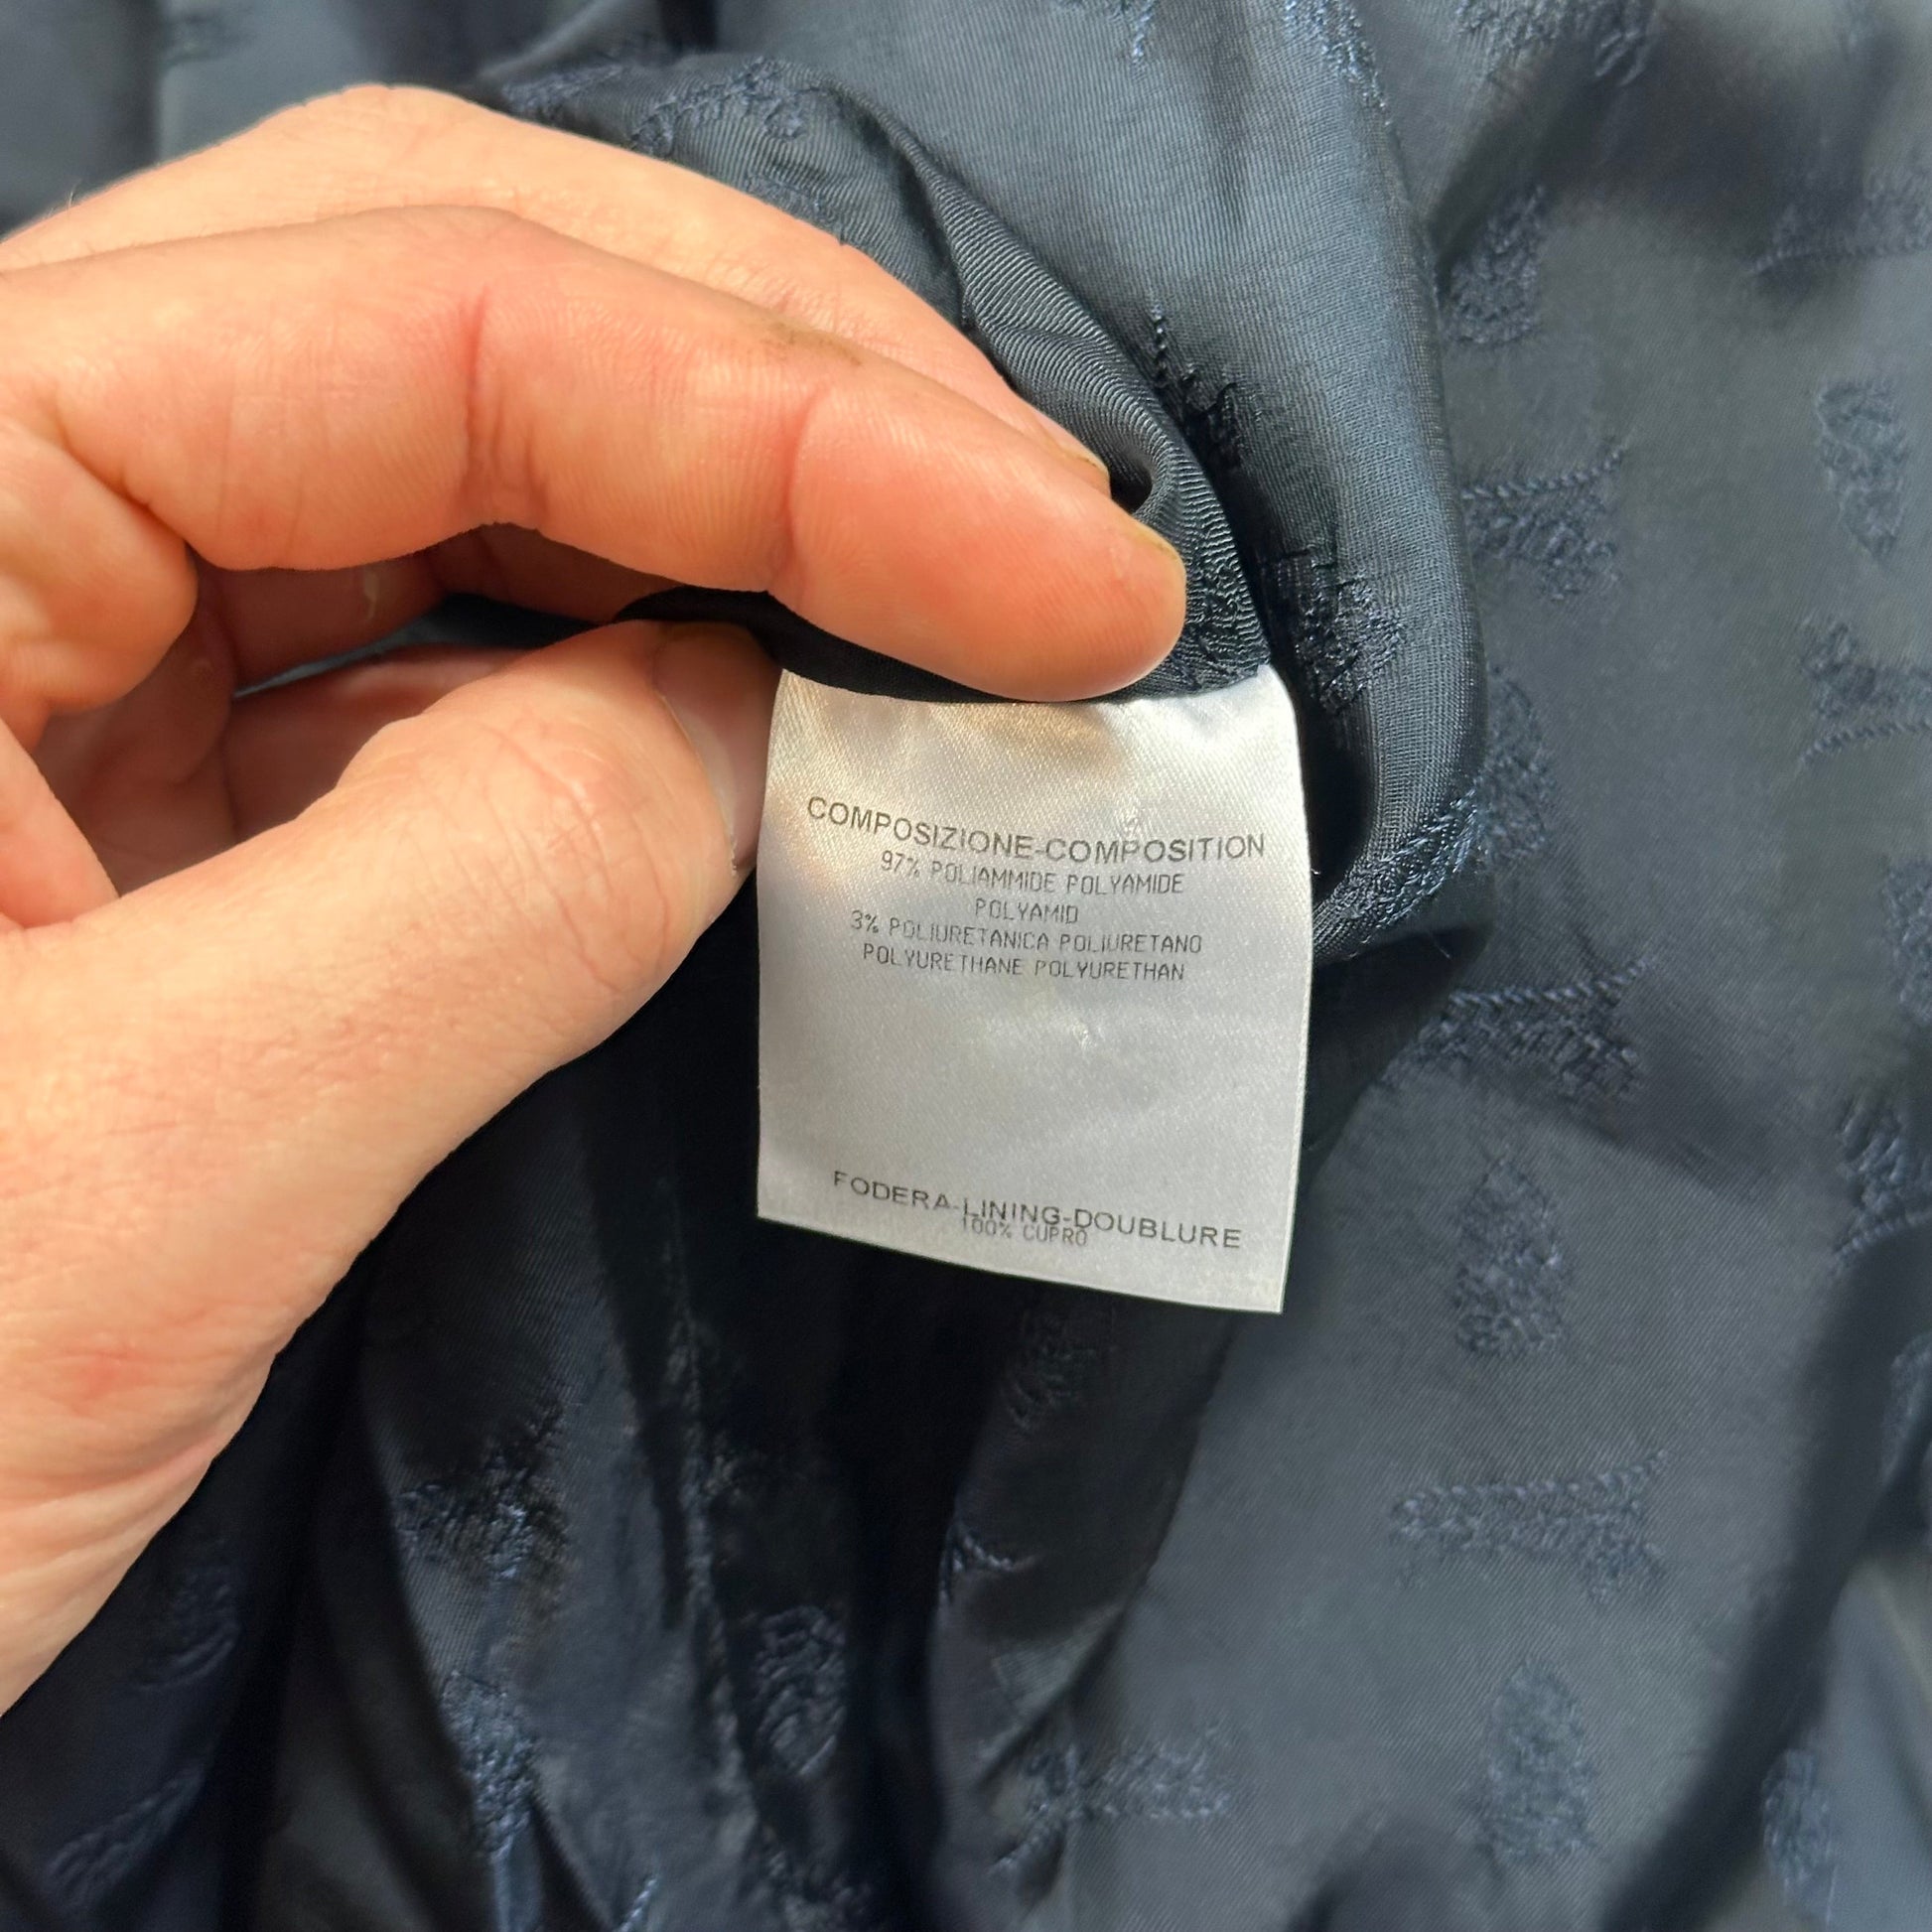 COMPOSIZIONE-COMPOSITION
97% POLIAMMIDE POLYAMIDE
POLYAMID
3% POLIURETANICA POLIURETANO
POLYURETHANE POLYURETHAN
FODERA-LINING-DOUBLURE
100% CUPRO